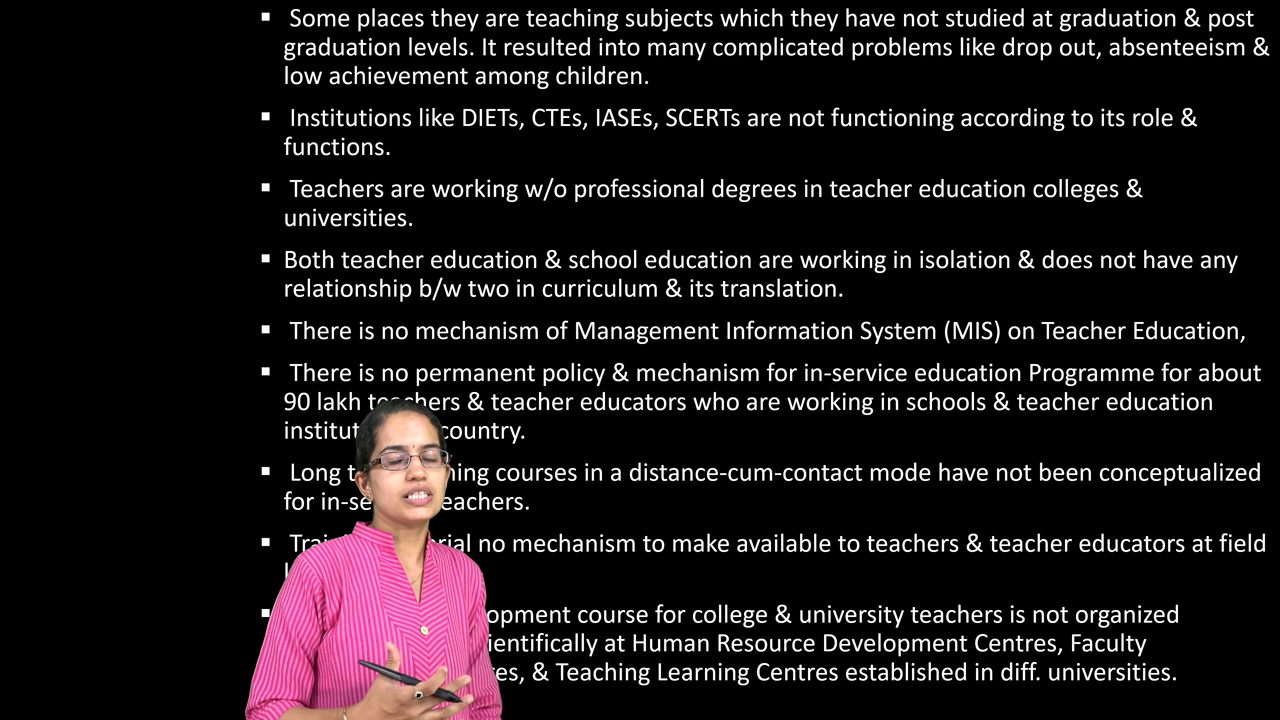 ▪ Some places they are teaching subjects which they have not studied at graduation & post
graduation levels. It resulted into many complicated problems like drop out, absenteeism &
low achievement among children.
▪ Institutions like DIETs, CTEs, IASEs, SCERTs are not functioning according to its role &
functions.
▪ Teachers are working w/o professional degrees in teacher education colleges &
universities.
▪ Both teacher education & school education are working in isolation & does not have any
relationship b/w two in curriculum & its translation.
▪ There is no mechanism of Management Information System (MIS) on Teacher Education,
▪ There is no permanent policy & mechanism for in-service education Programme for about
90 lakh teachers & teacher educators who are working in schools & teacher education
country.
▪ Long courses in a distance-cum-contact mode have not been conceptualized
for
▪ no mechanism to make available to teachers & teacher educators at field
▪ course for college & university teachers is not organized
at Human Resource Development Centres, Faculty
& Teaching Learning Centres established in diff. universities.